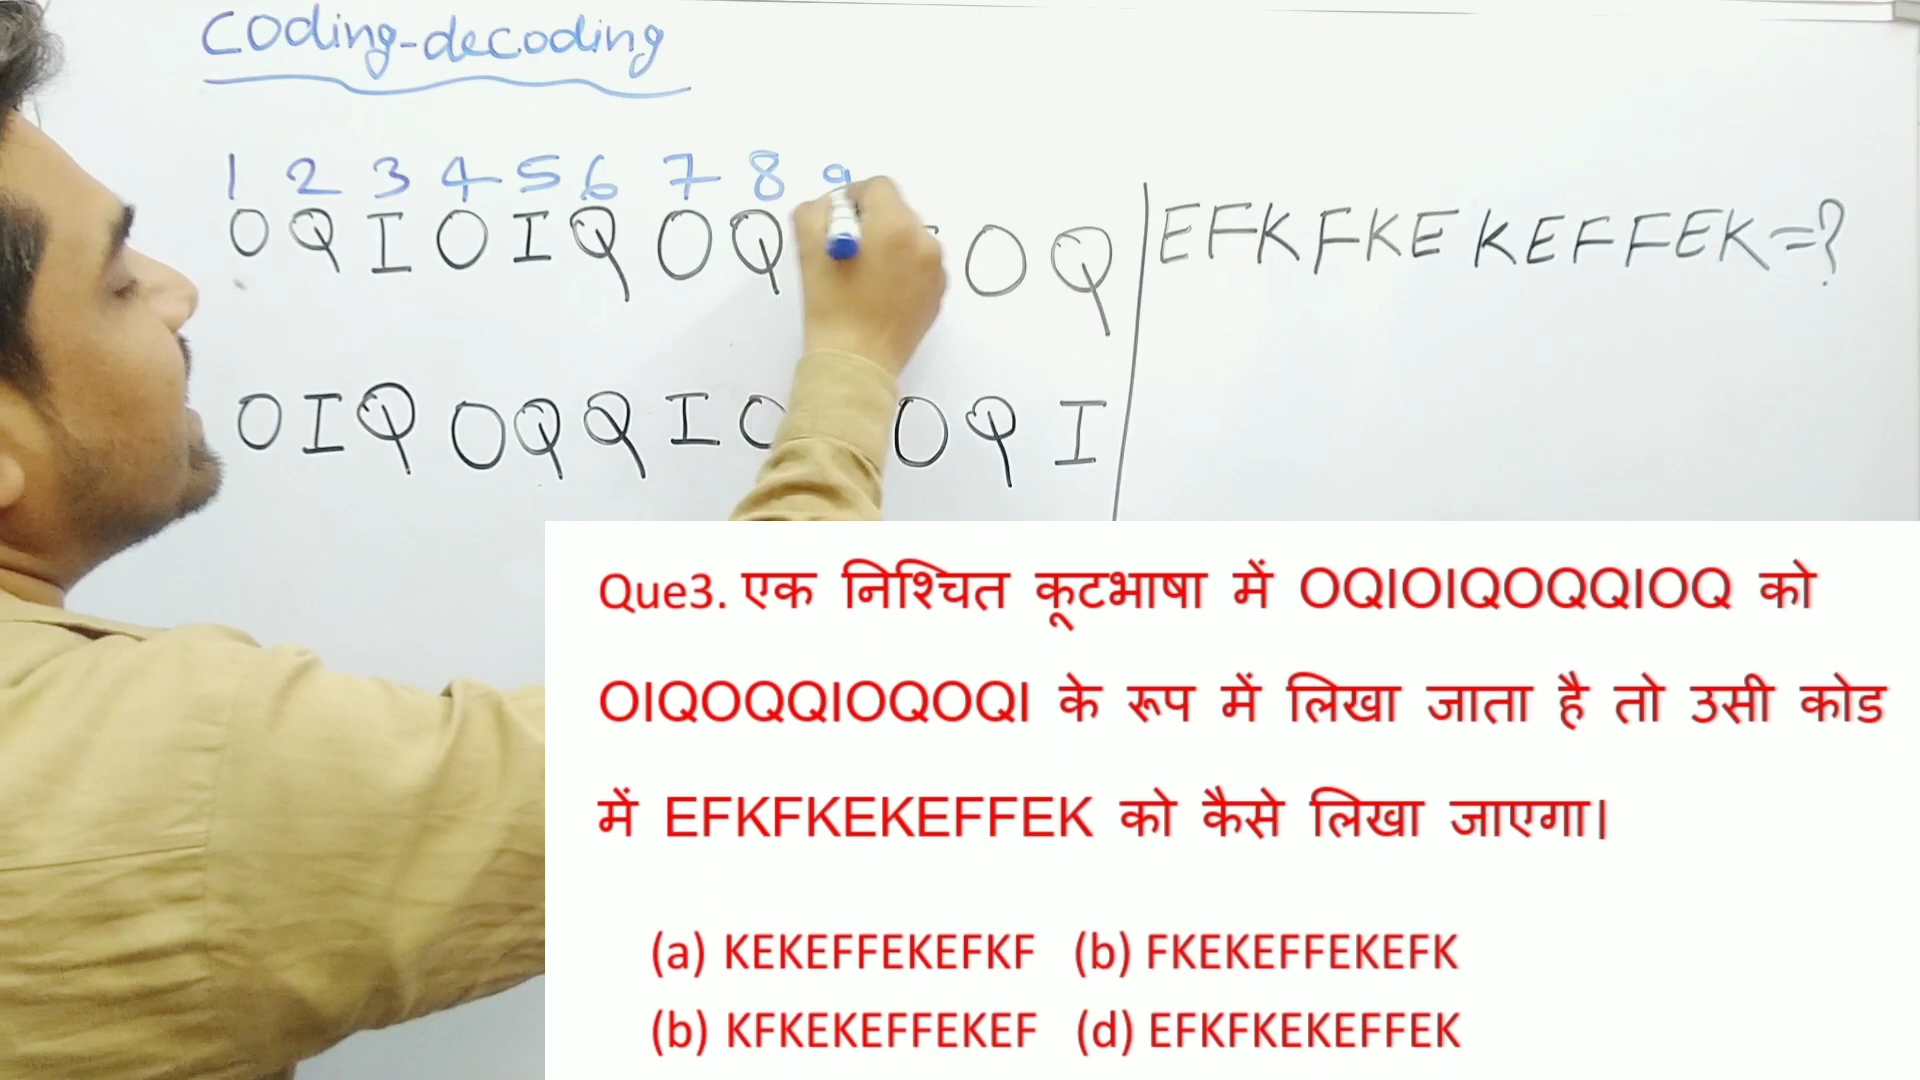 coding-decoding
1 2 3 4 5 6 7 8 9
O Q I O I Q O Q O Q
EFKFKEKEFFEK=?
O I Q O Q Q I O O Q I
Que3. एक निश्चित कूटभाषा में OQIOIQOQQIOQ को
OIQOQQIOQOQI के रूप में लिखा जाता है तो उसी कोड
में EFKFKEKEFFEK को कैसे लिखा जाएगा।
(a) KEKEFFEKEFKF (b) FKEKEFFEKEFK
(b) KFKEKEFFEKEF (d) EFKFKEKEFFEK